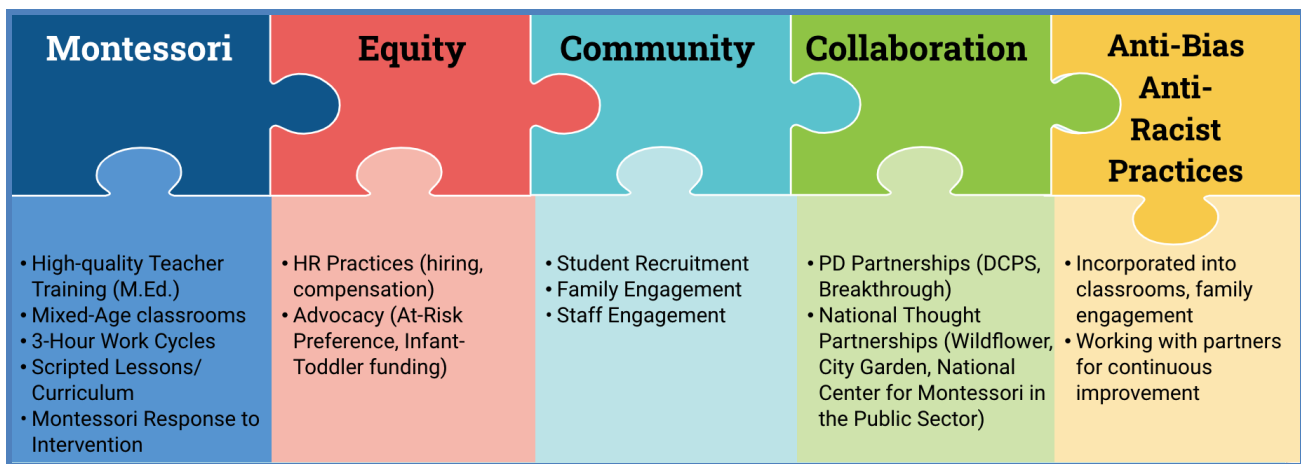 Montessori
• High-quality Teacher
Training (M.Ed.)
• Mixed-Age classrooms
• 3-Hour Work Cycles
• Scripted Lessons/
Curriculum
• Montessori Response to
Intervention
Equity
• HR Practices (hiring,
compensation)
• Advocacy (At-Risk
Preference, Infant-
Toddler funding)
Community
• Student Recruitment
• Family Engagement
• Staff Engagement
Collaboration
• PD Partnerships (DCPS,
Breakthrough)
• National Thought
Partnerships (Wildflower,
City Garden, National
Center for Montessori in
the Public Sector)
Anti-Bias
Anti-
Racist
Practices
• Incorporated into
classrooms, family
engagement
• Working with partners
for continuous
improvement